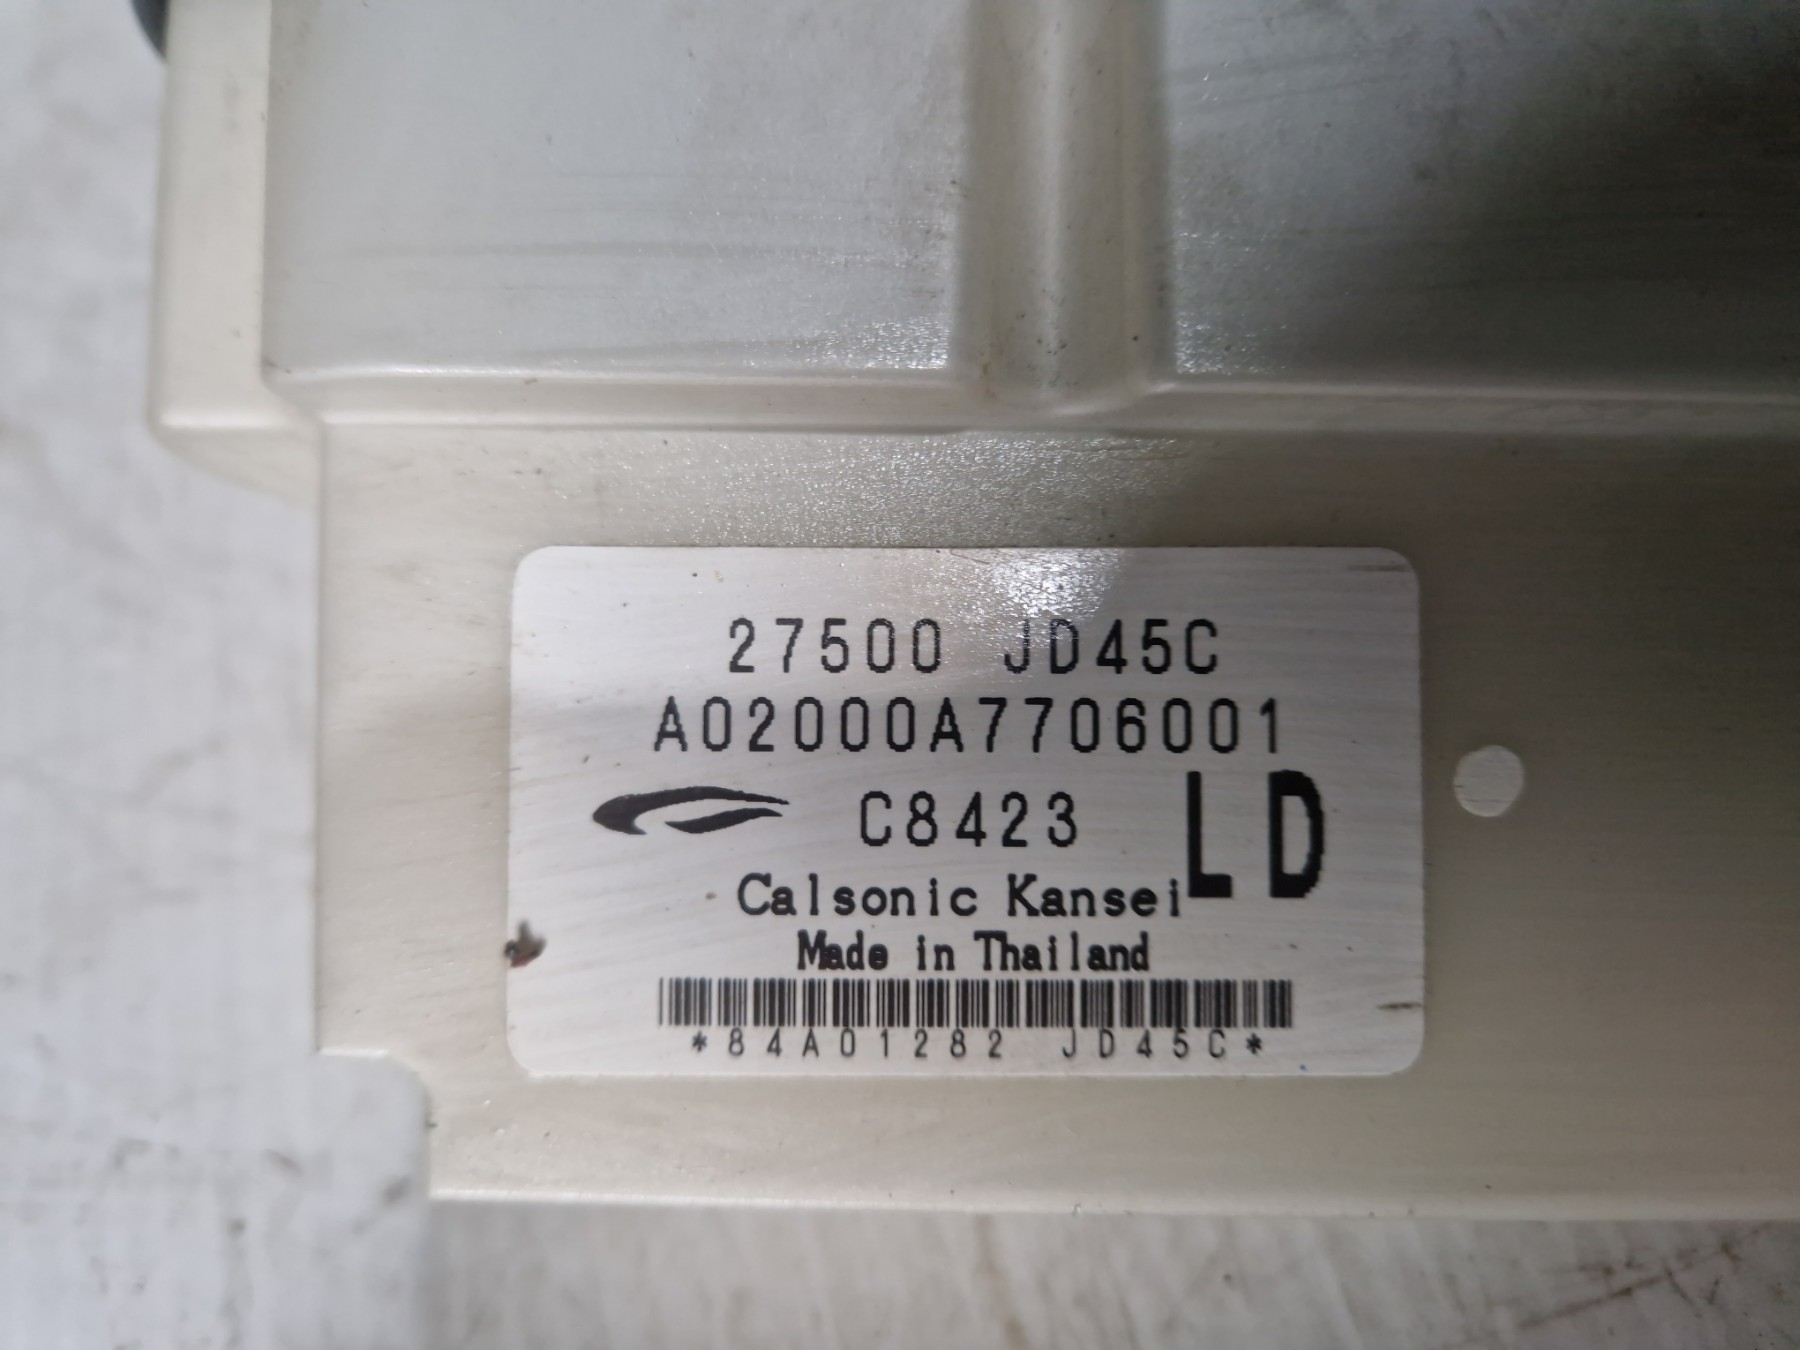 27500 JD45C
A02000A7706001
C8423 LD
Calsonic Kansei
Made in Thailand
*84A01282 JD45C*